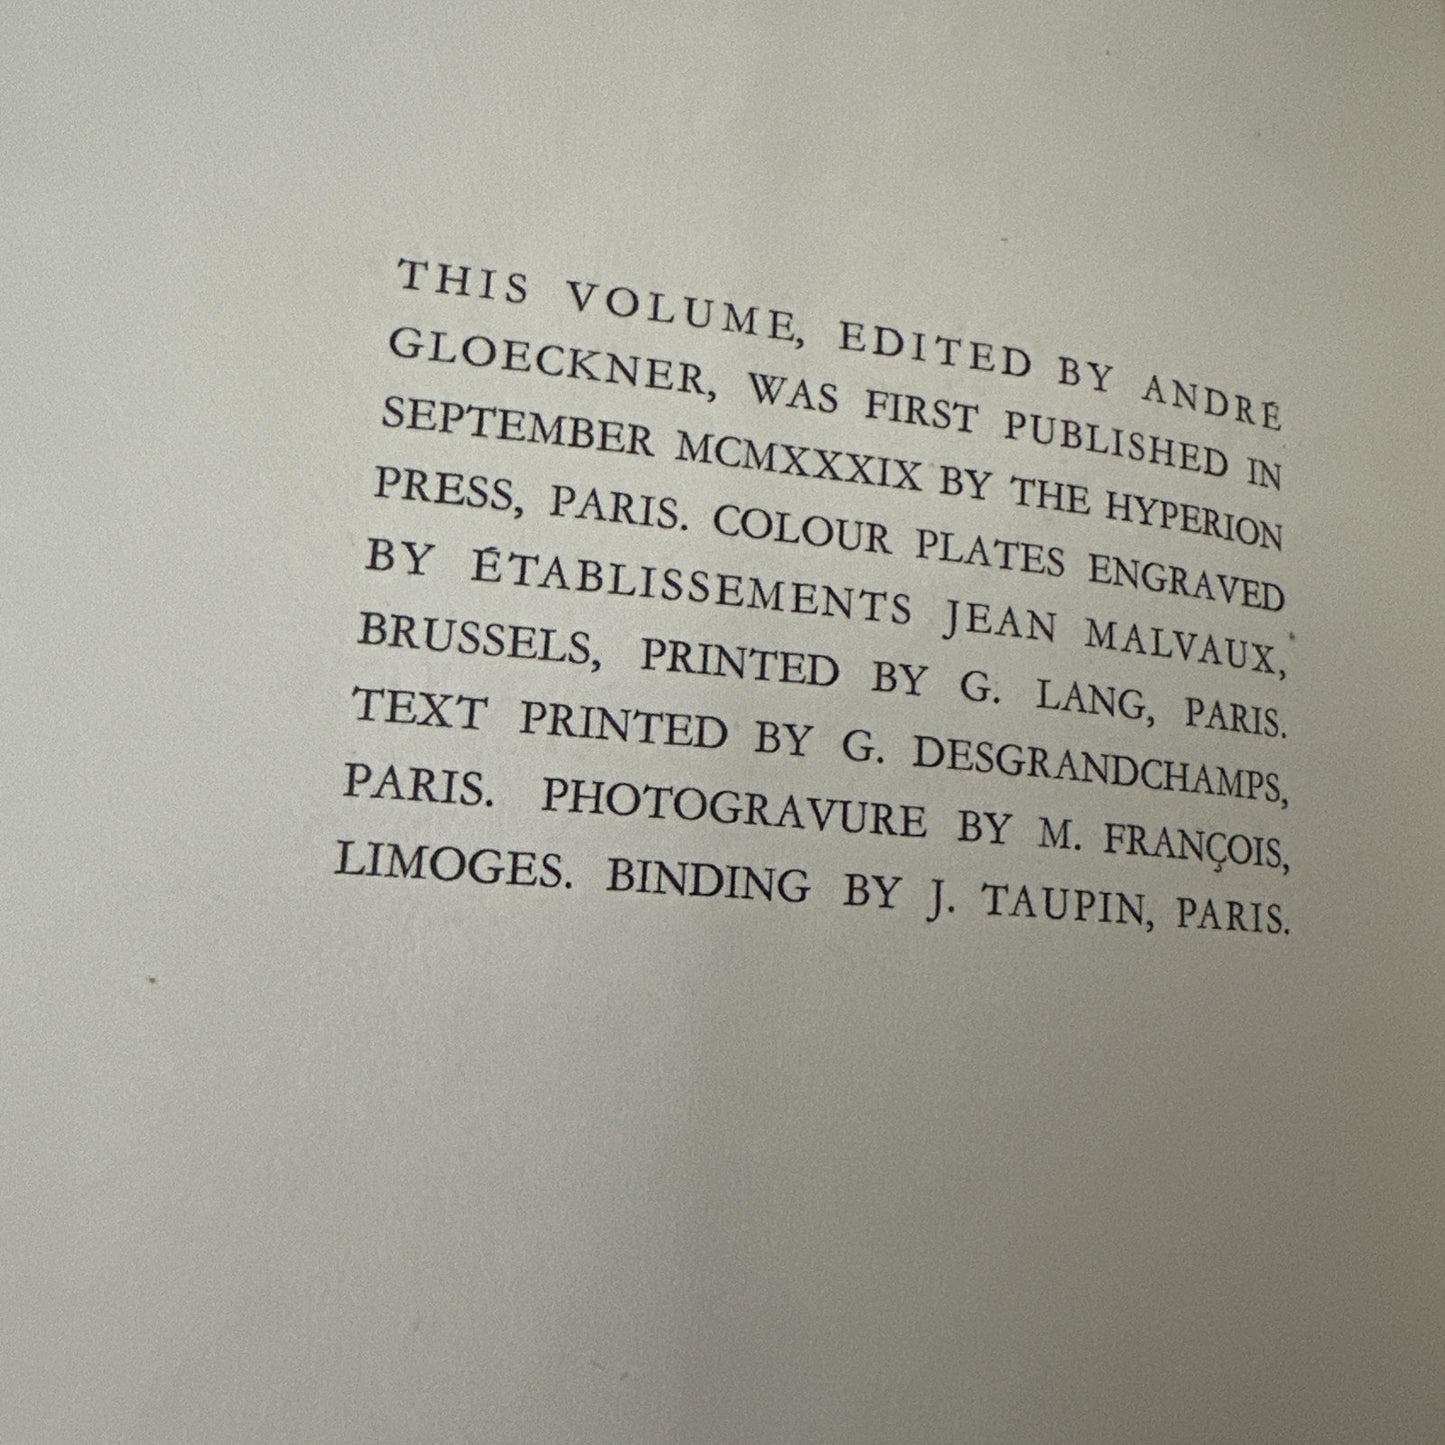 THIS VOLUME, EDITED BY ANDRÉ
GLOECKNER, WAS FIRST PUBLISHED IN
SEPTEMBER MCMXXXIX BY THE HYPERION
PRESS, PARIS. COLOUR PLATES ENGRAVED
BY ÉTABLISSEMENTS JEAN MALVAUX,
BRUSSELS, PRINTED BY G. LANG, PARIS.
TEXT PRINTED BY G. DESGRANDCHAMPS,
PARIS. PHOTOGRAVURE BY M. FRANÇOIS,
LIMOGES. BINDING BY J. TAUPIN, PARIS.